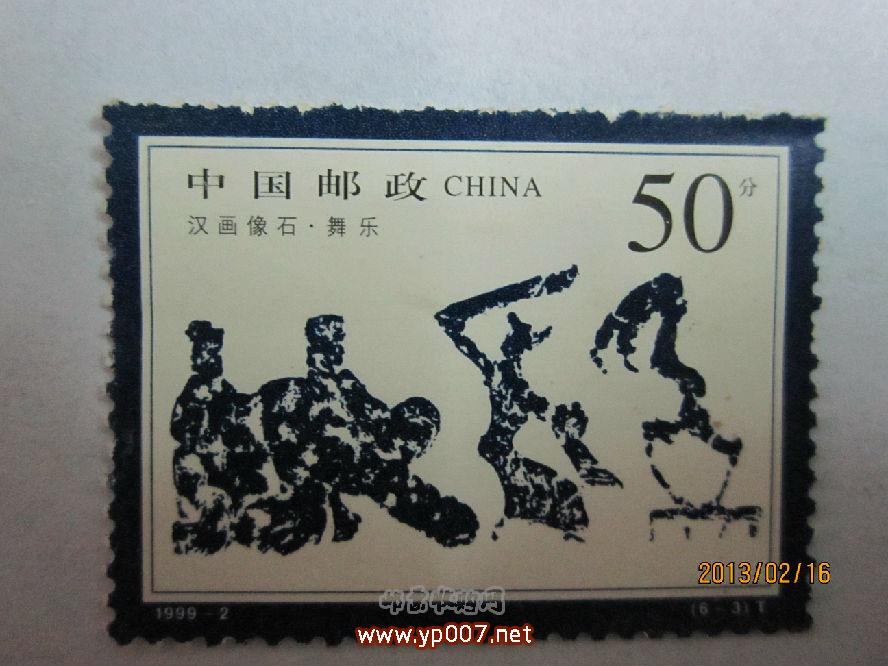 中国邮政 CHINA
50分
汉画像石·舞乐
2013/02/16
1999-2
(6-3)T
www.yp007.net